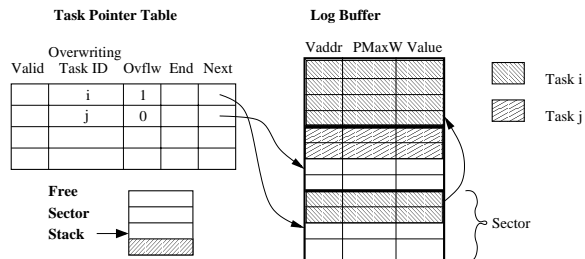 Task Pointer Table
Log Buffer
Overwriting
Valid Task ID Ovflw End Next
Vaddr PMaxW Value
i 1
j 0
Task i
Task j
Free
Sector
Stack
Sector